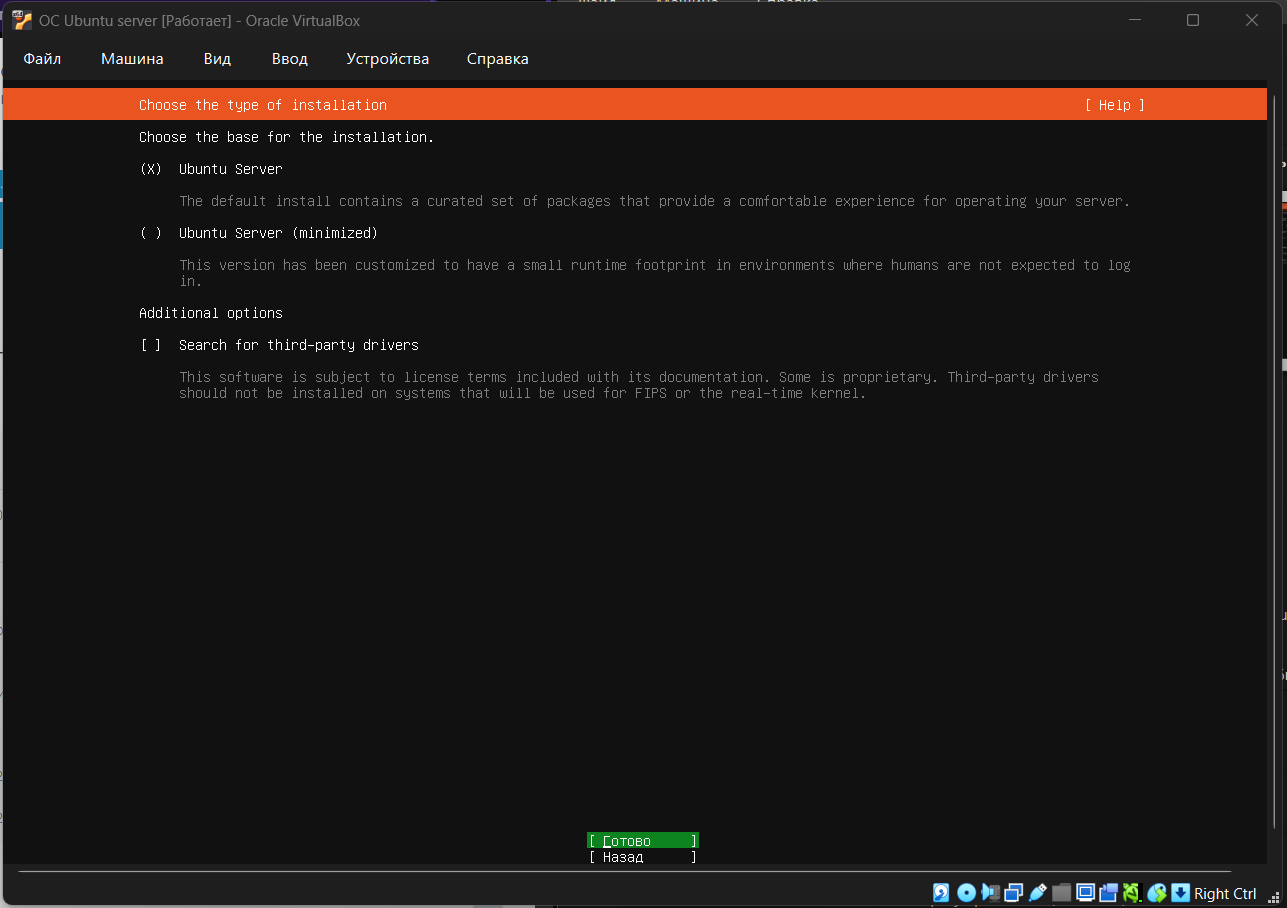 ОС Ubuntu server [Работает] - Oracle VirtualBox
Файл Машина Вид Ввод Устройства Справка
Choose the type of installation [ Help ]
Choose the base for the installation.
(X) Ubuntu Server
The default install contains a curated set of packages that provide a comfortable experience for operating your server.
( ) Ubuntu Server (minimized)
This version has been customized to have a small runtime footprint in environments where humans are not expected to log
in.
Additional options
[ ] Search for third-party drivers
This software is subject to license terms included with its documentation. Some is proprietary. Third-party drivers
should not be installed on systems that will be used for FIPS or the real-time kernel.
[ Готово ]
[ Назад ]
Right Ctrl